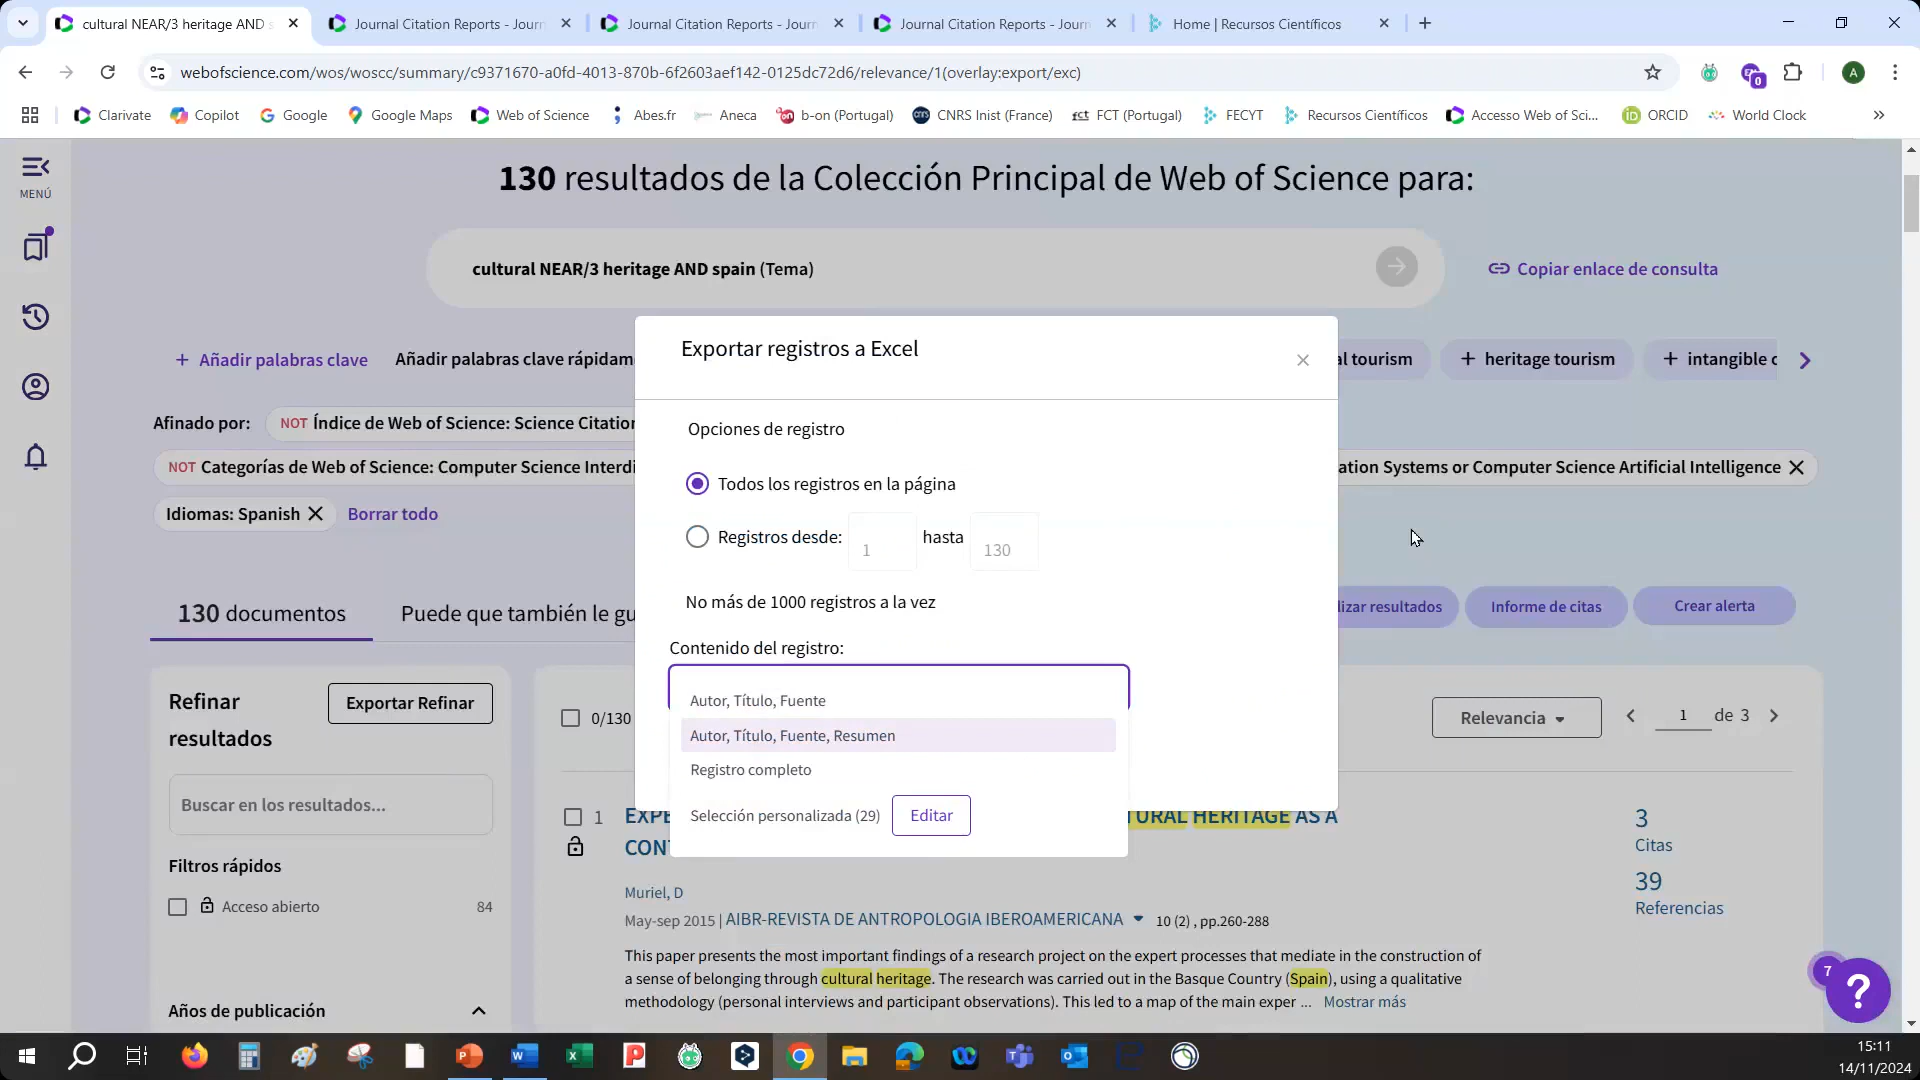 cultural NEAR/3 heritage AND
Journal Citation Reports - Journ
Journal Citation Reports - Journ
Journal Citation Reports - Journ
Home | Recursos Científicos
webofscience.com/wos/woscc/summary/c9371670-a0fd-4013-870b-6f2603aef142-0125dc72d6/relevance/1(overlay:export/exc)
0
A
Clarivate
Copilot
Google
Google Maps
Web of Science
Abes.fr
Aneca
b-on (Portugal)
CNRS Inist (France)
fct FCT (Portugal)
FECYT
Recursos Científicos
Acceso Web of Sci...
ORCID
World Clock
MENÚ
130 resultados de la Colección Principal de Web of Science para:
cultural NEAR/3 heritage AND spain (Tema)
Copiar enlace de consulta
+ Añadir palabras clave
Añadir palabras clave rápidam
al tourism
+ heritage tourism
+ intangible c
Afinado por:
NOT Índice de Web of Science: Science Citation
NOT Categorías de Web of Science: Computer Science Interdi
ation Systems or Computer Science Artificial Intelligence
Idiomas: Spanish
Borrar todo
Exportar registros a Excel
Opciones de registro
Todos los registros en la página
Registros desde: 1 hasta 130
No más de 1000 registros a la vez
Contenido del registro:
Autor, Título, Fuente
Autor, Título, Fuente, Resumen
Registro completo
Selección personalizada (29) Editar
130 documentos
Puede que también le gu
lizar resultados
Informe de citas
Crear alerta
Refinar resultados
Exportar Refinar
Buscar en los resultados...
Filtros rápidos
Acceso abierto 84
Años de publicación
0/130
Relevancia
1 de 3
1
EXPE
TURAL HERITAGE AS A
CON
Muriel, D
May-sep 2015 | AIBR-REVISTA DE ANTROPOLOGIA IBEROAMERICANA 10 (2) , pp.260-288
This paper presents the most important findings of a research project on the expert processes that mediate in the construction of
a sense of belonging through cultural heritage. The research was carried out in the Basque Country (Spain), using a qualitative
methodology (personal interviews and participant observations). This led to a map of the main exper ... Mostrar más
3
Citas
39
Referencias
7
?
15:11
14/11/2024